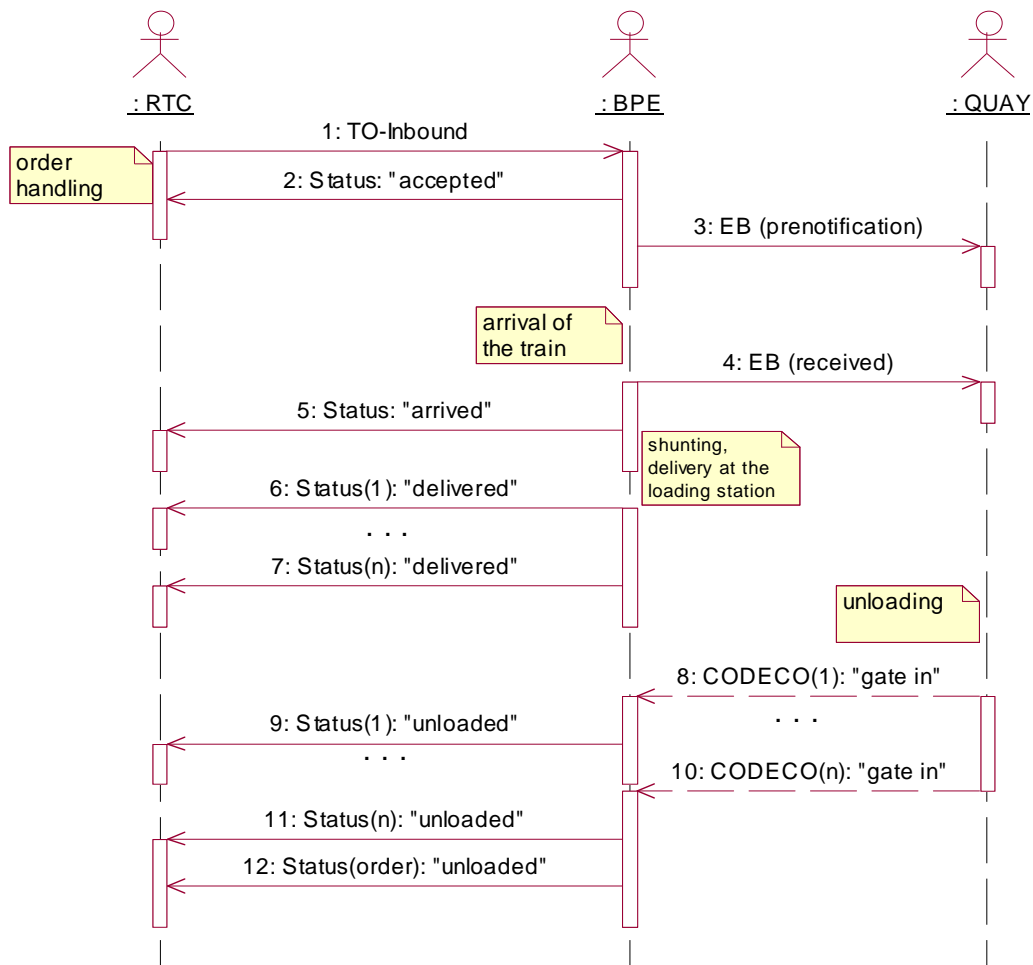 : RTC
: BPE
: QUAY
1: TO-Inbound
order
handling
2: Status: "accepted"
3: EB (prenotification)
arrival of
the train
4: EB (received)
5: Status: "arrived"
shunting,
delivery at the
loading station
6: Status(1): "delivered"
. . .
7: Status(n): "delivered"
unloading
8: CODECO(1): "gate in"
. . .
9: Status(1): "unloaded"
. . .
10: CODECO(n): "gate in"
11: Status(n): "unloaded"
12: Status(order): "unloaded"